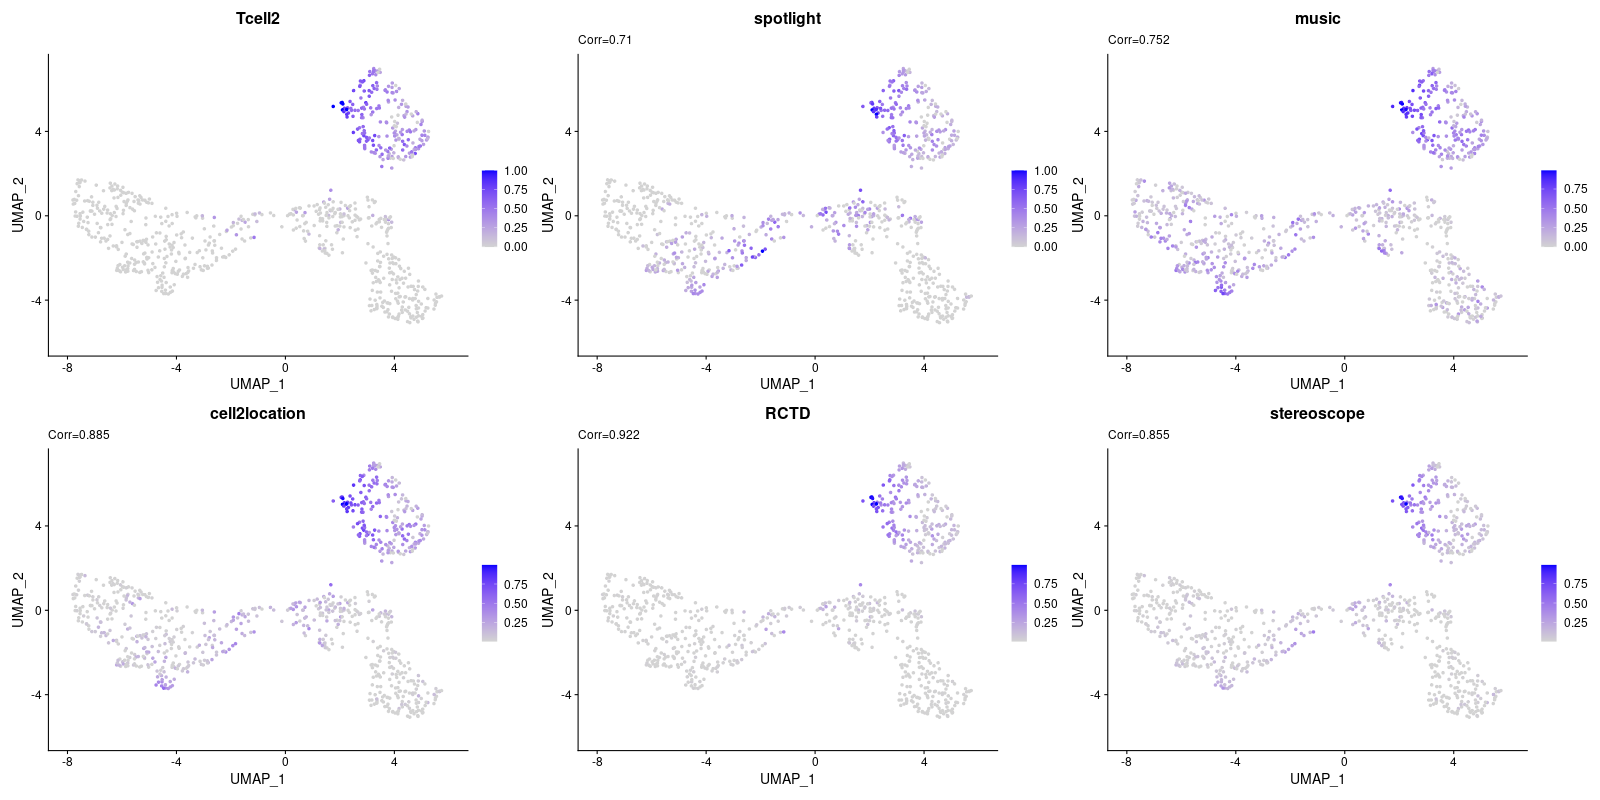 Tcell2
spotlight
music
Corr=0.71
Corr=0.752
UMAP_2
4
0
-4
-8
-4
0
4
UMAP_1
1.00
0.75
0.50
0.25
0.00
UMAP_2
4
0
-4
-8
-4
0
4
UMAP_1
1.00
0.75
0.50
0.25
0.00
UMAP_2
4
0
-4
-8
-4
0
4
UMAP_1
0.75
0.50
0.25
0.00
cell2location
RCTD
stereoscope
Corr=0.885
Corr=0.922
Corr=0.855
UMAP_2
4
0
-4
-8
-4
0
4
UMAP_1
0.75
0.50
0.25
UMAP_2
4
0
-4
-8
-4
0
4
UMAP_1
0.75
0.50
0.25
UMAP_2
4
0
-4
-8
-4
0
4
UMAP_1
0.75
0.50
0.25